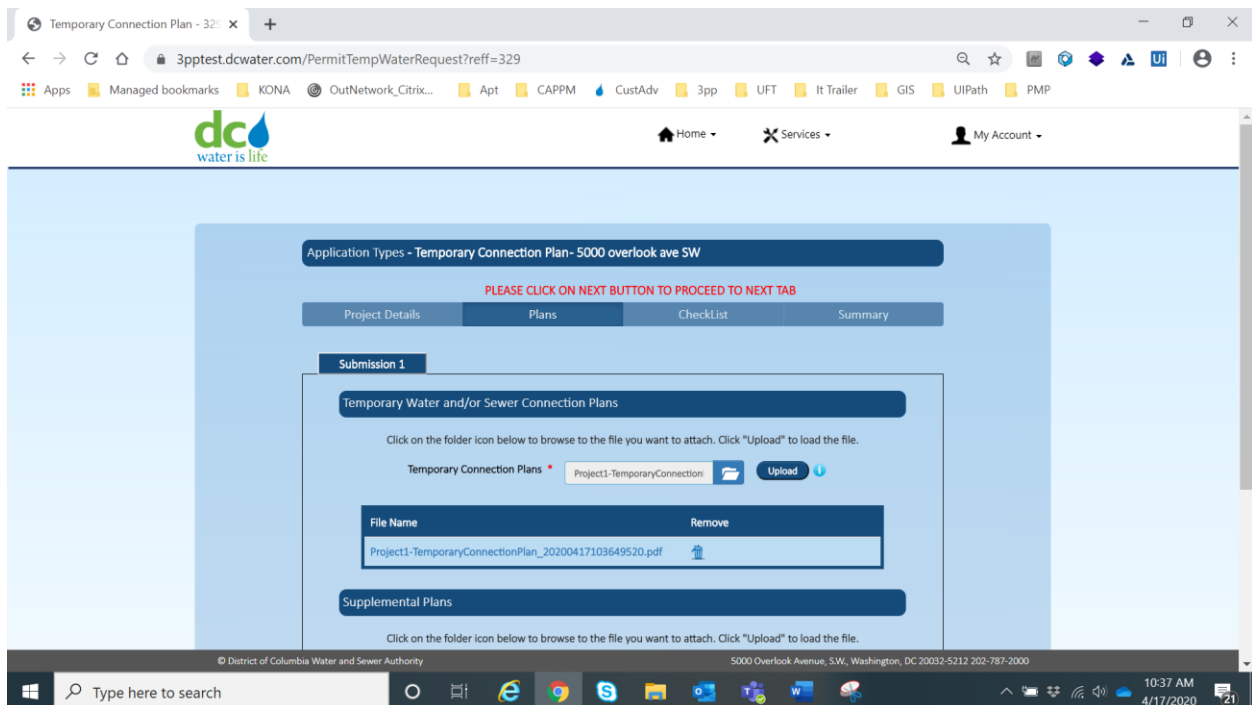 Temporary Connection Plan - 329
3pptest.dcwater.com/PermitTempWaterRequest?reff=329
Ui
Apps Managed bookmarks KONA OutNetwork_Citrix... Apt CAPPM CustAdv 3pp UFT It Trailer GIS UIPath PMP
dc
water is life
Home Services My Account
Application Types - Temporary Connection Plan- 5000 overlook ave SW
PLEASE CLICK ON NEXT BUTTON TO PROCEED TO NEXT TAB
Project Details Plans CheckList Summary
Submission 1
Temporary Water and/or Sewer Connection Plans
Click on the folder icon below to browse to the file you want to attach. Click "Upload" to load the file.
Temporary Connection Plans * Project1-TemporaryConnection Upload i
File Name Remove
Project1-TemporaryConnectionPlan_20200417103649520.pdf
Supplemental Plans
Click on the folder icon below to browse to the file you want to attach. Click "Upload" to load the file.
© District of Columbia Water and Sewer Authority 5000 Overlook Avenue, S.W., Washington, DC 20032-5212 202-787-2000
Type here to search
10:37 AM
4/17/2020
21